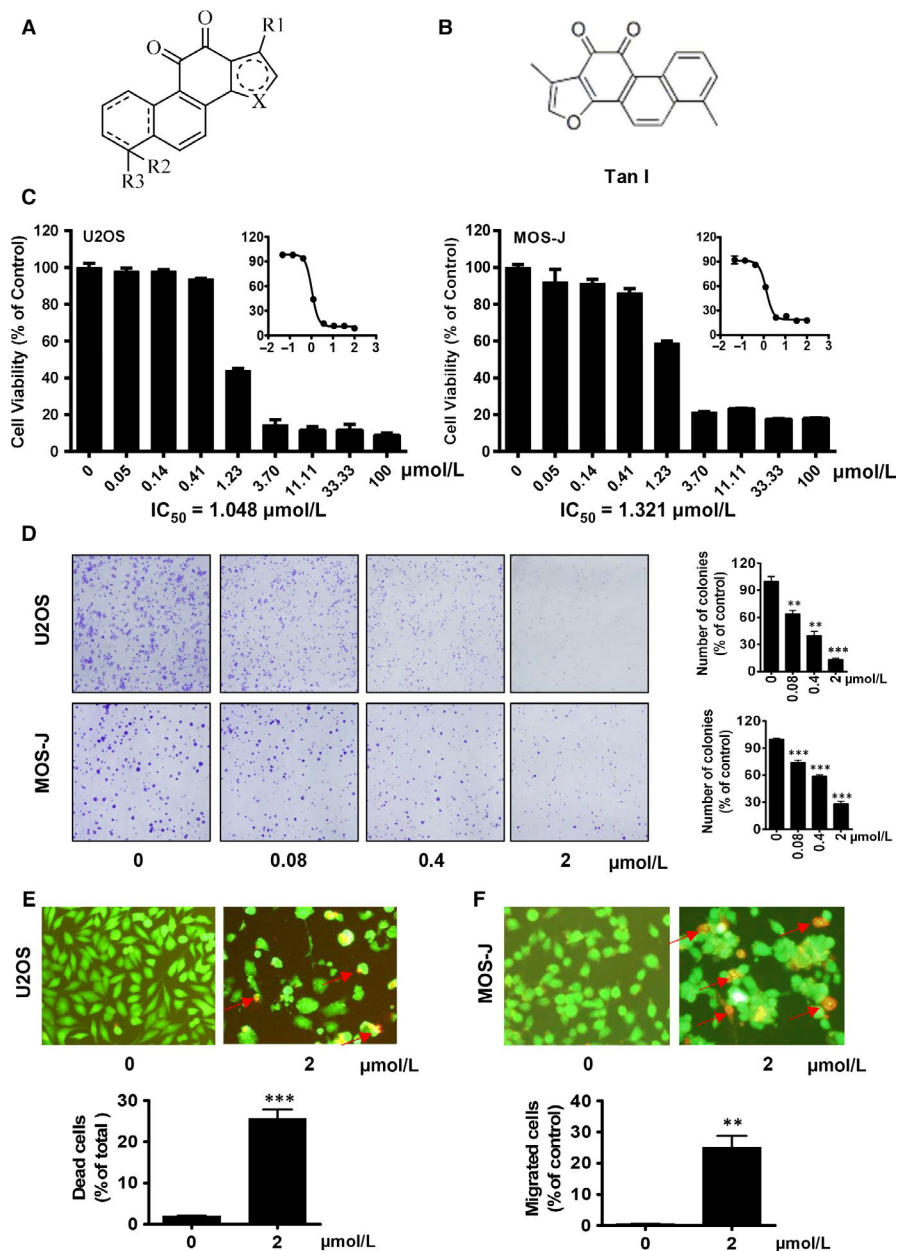 A
O
O
R1
X
R2
R3
B
O
O
O
Tan I
C
Cell Viability (% of Control)
120
100
80
60
40
20
0
U2OS
120
90
60
30
0
–2 –1 0 1 2 3
0 0.05 0.14 0.41 1.23 3.70 11.11 33.33 100 µmol/L
IC50 = 1.048 µmol/L
Cell Viability (% of Control)
120
100
80
60
40
20
0
MOS-J
120
90
60
30
0
–2 –1 0 1 2 3
0 0.05 0.14 0.41 1.23 3.70 11.11 33.33 100 µmol/L
IC50 = 1.321 µmol/L
D
U2OS
MOS-J
0 0.08 0.4 2 µmol/L
Number of colonies
(% of control)
120
90
60
30
0
** ** ***
0 0.08 0.4 2 µmol/L
Number of colonies
(% of control)
120
90
60
30
0
*** *** ***
0 0.08 0.4 2 µmol/L
E
U2OS
0 2 µmol/L
Dead cells
(% of total )
30
20
10
0
***
0 2 µmol/L
F
MOS-J
0 2 µmol/L
Migrated cells
(% of control)
40
30
20
10
0
**
0 2 µmol/L